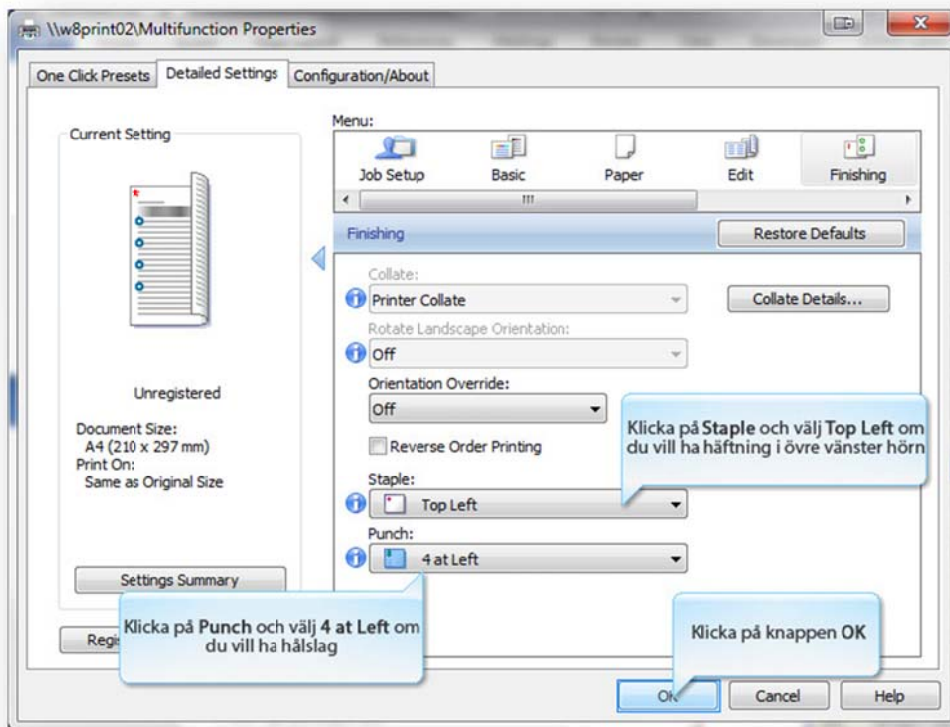 \\w8print02\Multifunction Properties
One Click Presets
Detailed Settings
Configuration/About
Current Setting
Unregistered
Document Size:
A4 (210 x 297 mm)
Print On:
Same as Original Size
Settings Summary
Menu:
Job Setup
Basic
Paper
Edit
Finishing
Finishing
Restore Defaults
Collate:
Printer Collate
Collate Details...
Rotate Landscape Orientation:
Off
Orientation Override:
Off
Reverse Order Printing
Klicka på Staple och välj Top Left om
du vill ha häftning i övre vänster hörn
Staple:
Top Left
Punch:
4 at Left
Klicka på Punch och välj 4 at Left om
du vill ha hålslag
Klicka på knappen OK
OK
Cancel
Help